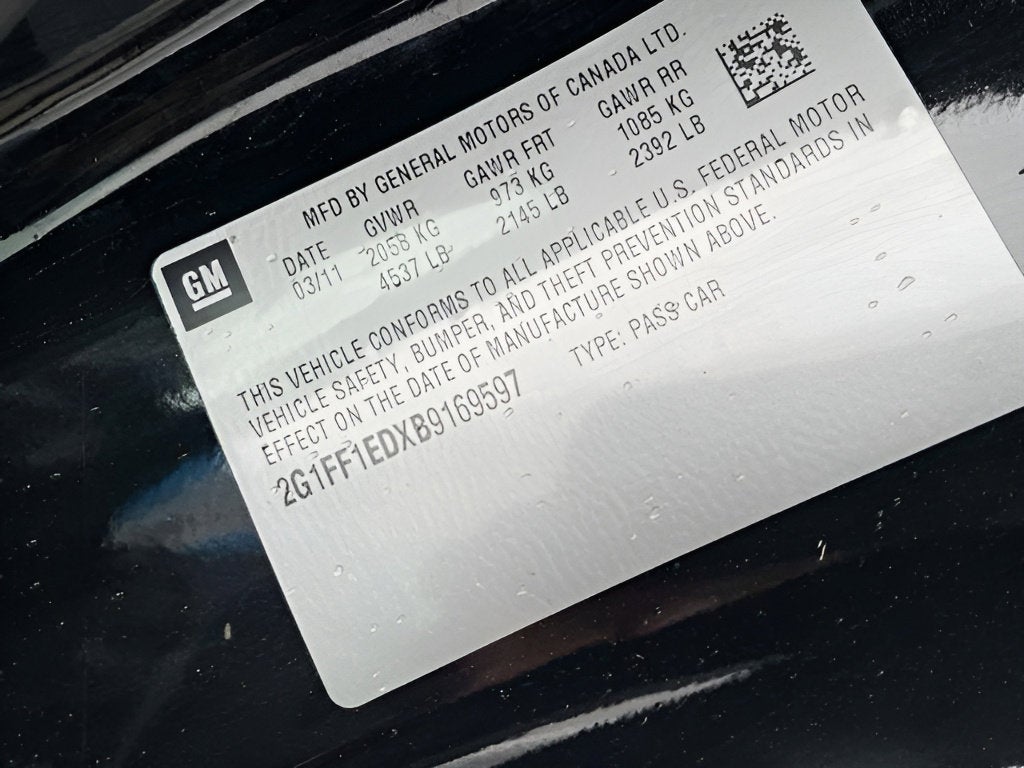 GM
MFD BY GENERAL MOTORS OF CANADA LTD.
DATE GVWR GAWR FRT GAWR RR
03/11 2058 KG 973 KG 1085 KG
4537 LB 2145 LB 2392 LB
THIS VEHICLE CONFORMS TO ALL APPLICABLE U.S. FEDERAL MOTOR
VEHICLE SAFETY, BUMPER, AND THEFT PREVENTION STANDARDS IN
EFFECT ON THE DATE OF MANUFACTURE SHOWN ABOVE.
2G1FF1EDXB9169597 TYPE: PASS CAR